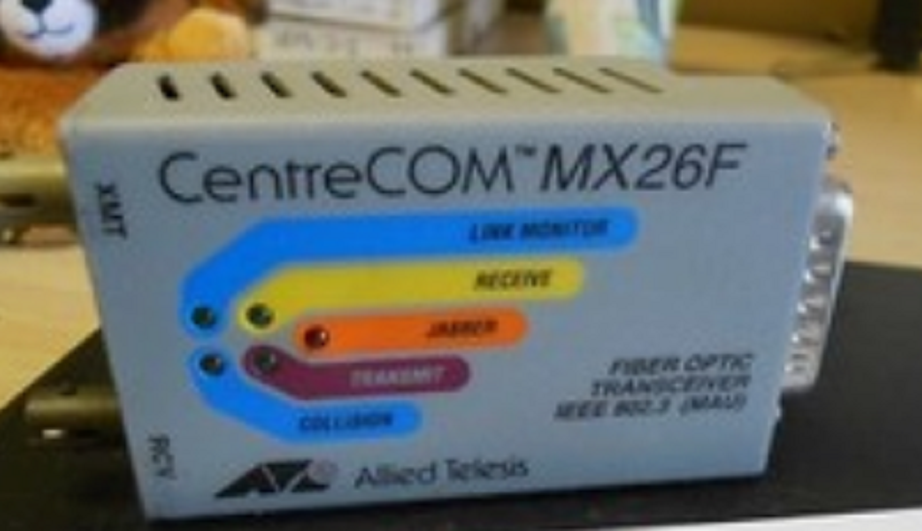 CentreCOM™ MX26F
XMT
LINK MONITOR
RECEIVE
JABBER
TRANSMIT
COLLISION
FIBER OPTIC
TRANSCEIVER
IEEE 802.3 (MAU)
RCV
Allied Telesis